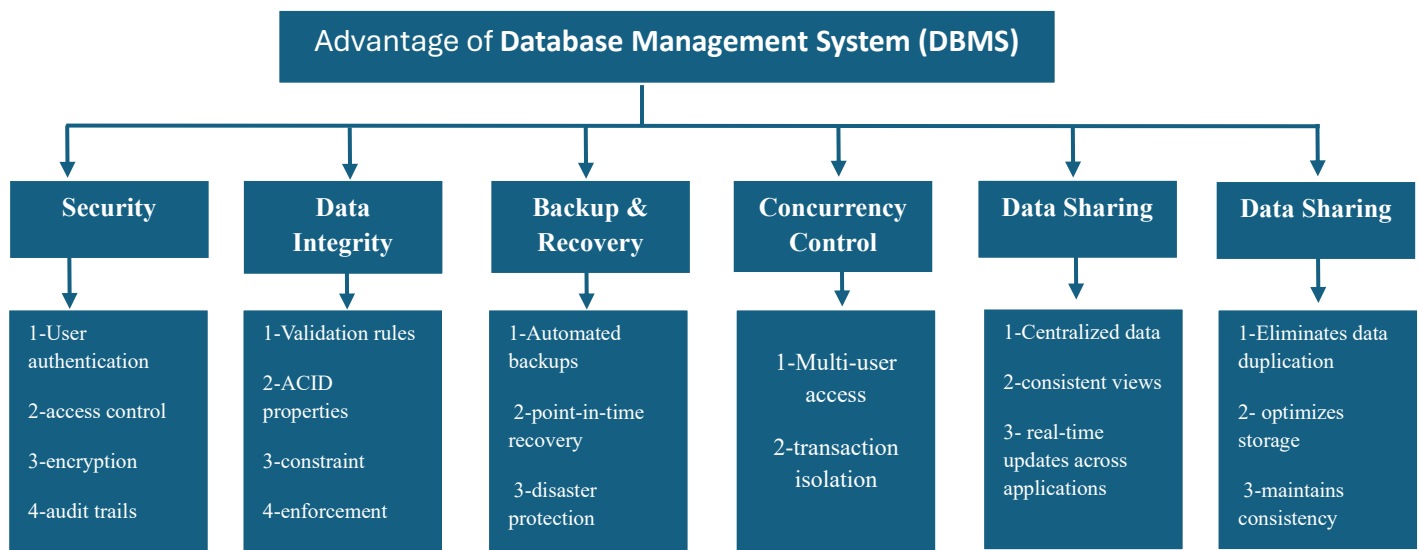 Advantage of Database Management System (DBMS)
Security
Data
Integrity
Backup &
Recovery
Concurrency
Control
Data Sharing
Data Sharing
1-User
authentication
2-access control
3-encryption
4-audit trails
1-Validation rules
2-ACID
properties
3-constraint
4-enforcement
1-Automated
backups
2-point-in-time
recovery
3-disaster
protection
1-Multi-user
access
2-transaction
isolation
1-Centralized data
2-consistent views
3- real-time
updates across
applications
1-Eliminates data
duplication
2- optimizes
storage
3-maintains
consistency